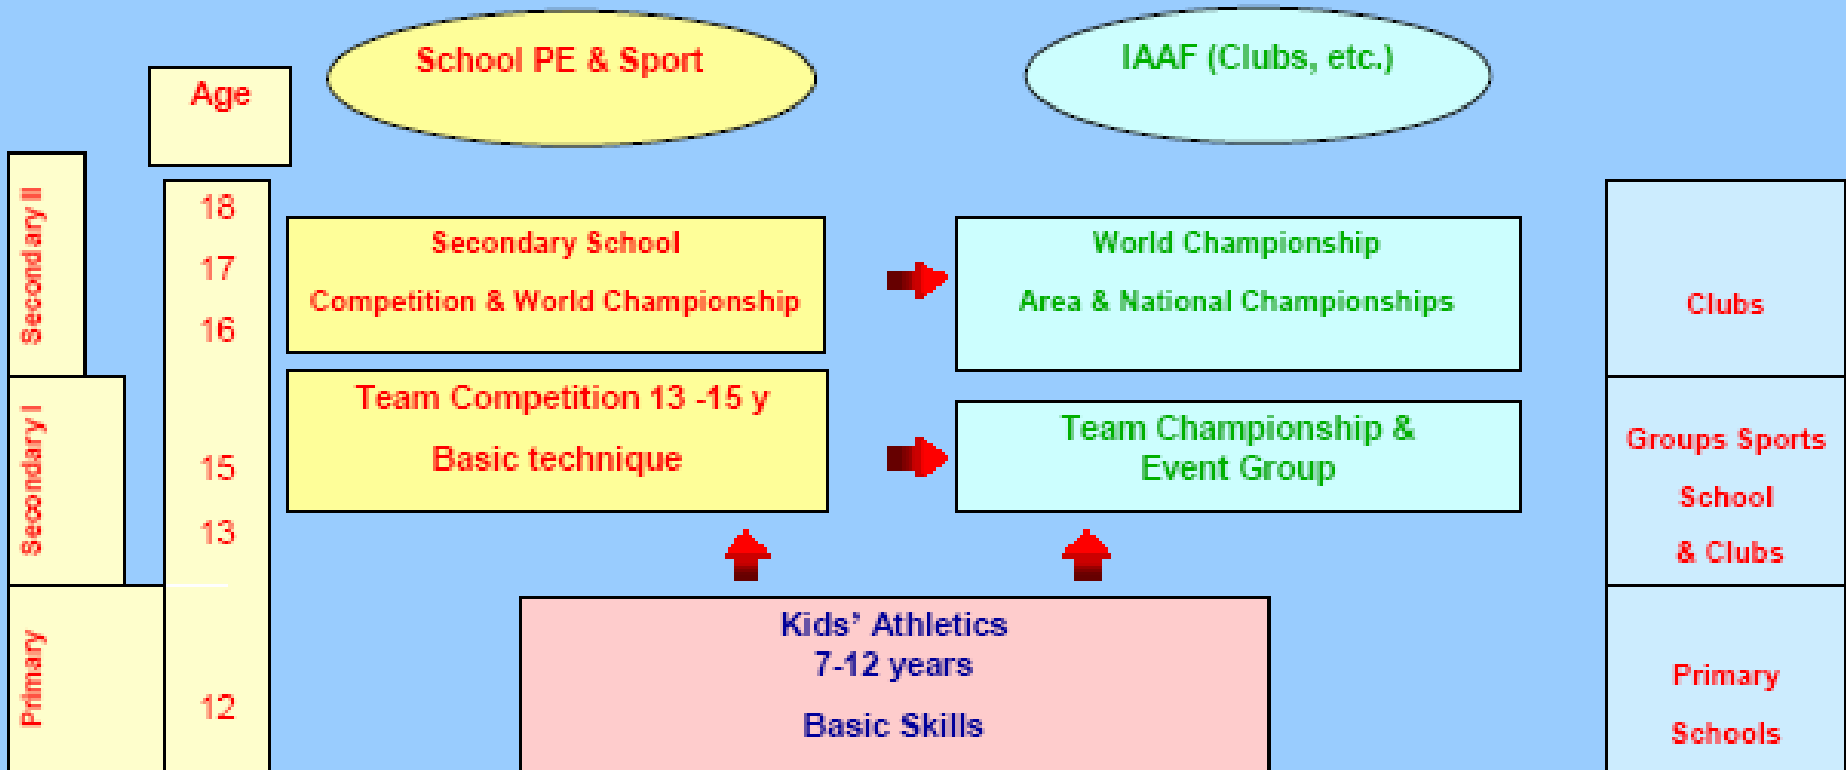 School PE & Sport
IAAF (Clubs, etc.)
Age
Secondary II
18
17
16
Secondary School
Competition & World Championship
World Championship
Area & National Championships
Clubs
Secondary I
15
13
Team Competition 13 -15 y
Basic technique
Team Championship &
Event Group
Groups Sports
School
& Clubs
Primary
12
Kids’ Athletics
7-12 years
Basic Skills
Primary
Schools